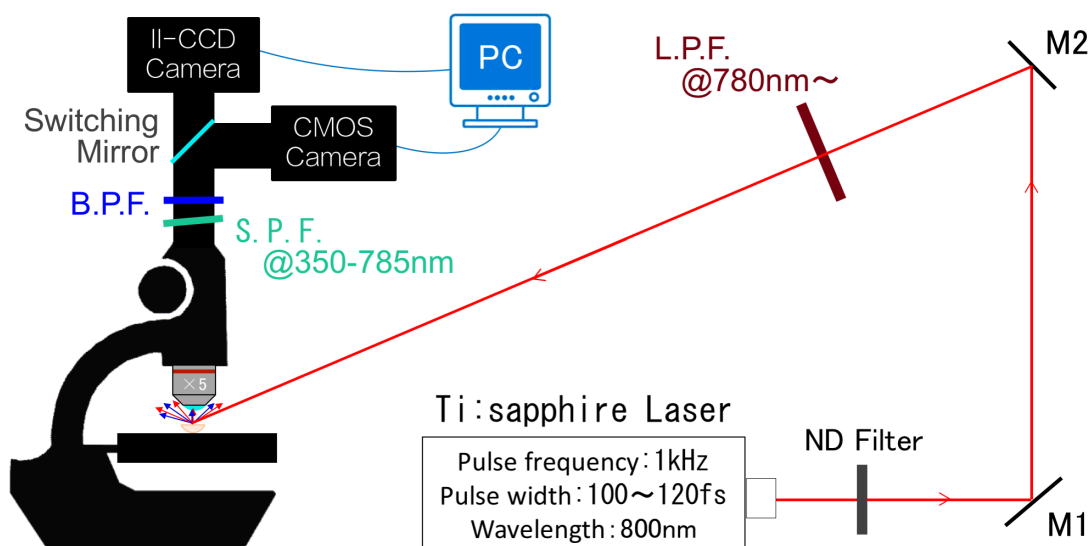 II-CCD
Camera
PC
Switching
Mirror
CMOS
Camera
B.P.F.
S.P.F.
@350-785nm
×5
L.P.F.
@780nm～
M2
Ti:sapphire Laser
Pulse frequency:1kHz
Pulse width:100～120fs
Wavelength:800nm
ND Filter
M1